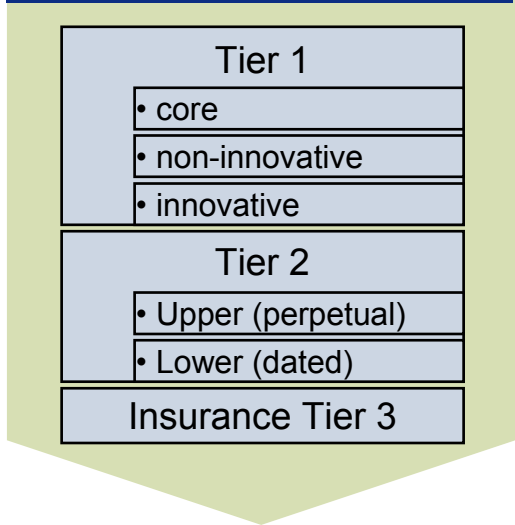 Tier 1
• core
• non-innovative
• innovative
Tier 2
• Upper (perpetual)
• Lower (dated)
Insurance Tier 3